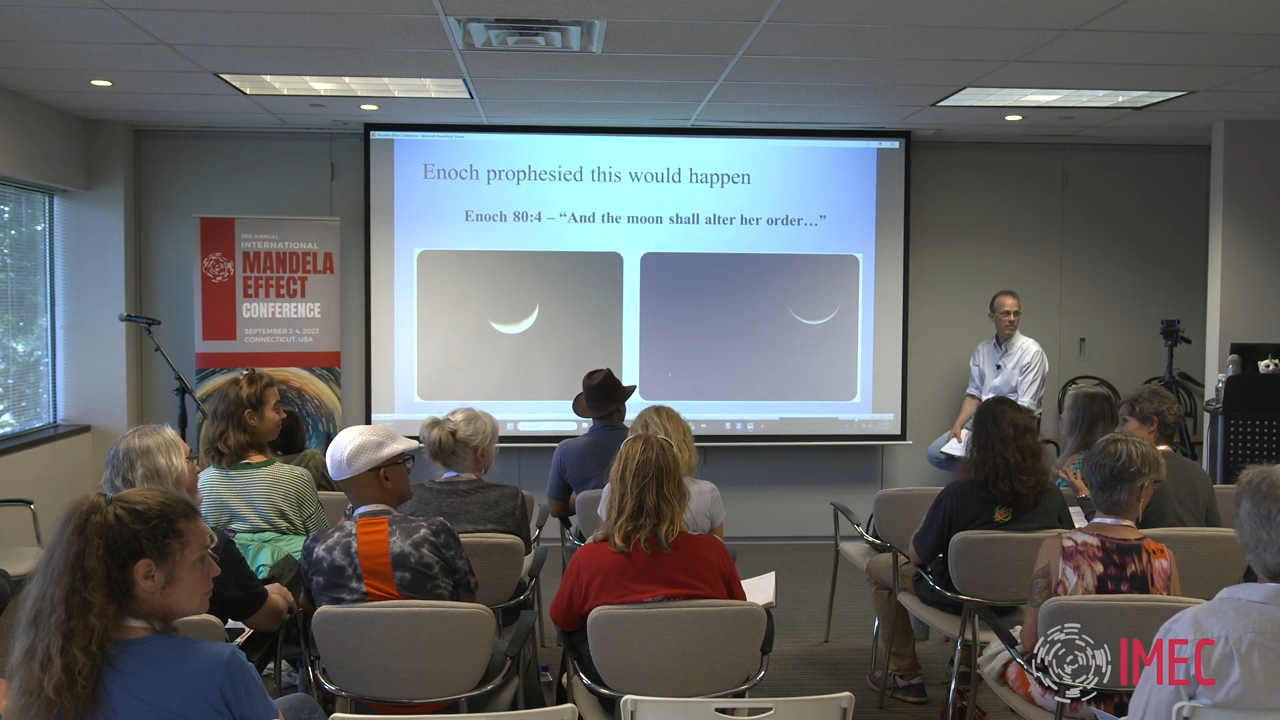 Enoch prophesied this would happen
Enoch 80:4 – “And the moon shall alter her order…”
3RD ANNUAL
INTERNATIONAL
MANDELA
EFFECT
CONFERENCE
SEPTEMBER 2-4, 2023
CONNECTICUT, USA
IMEC